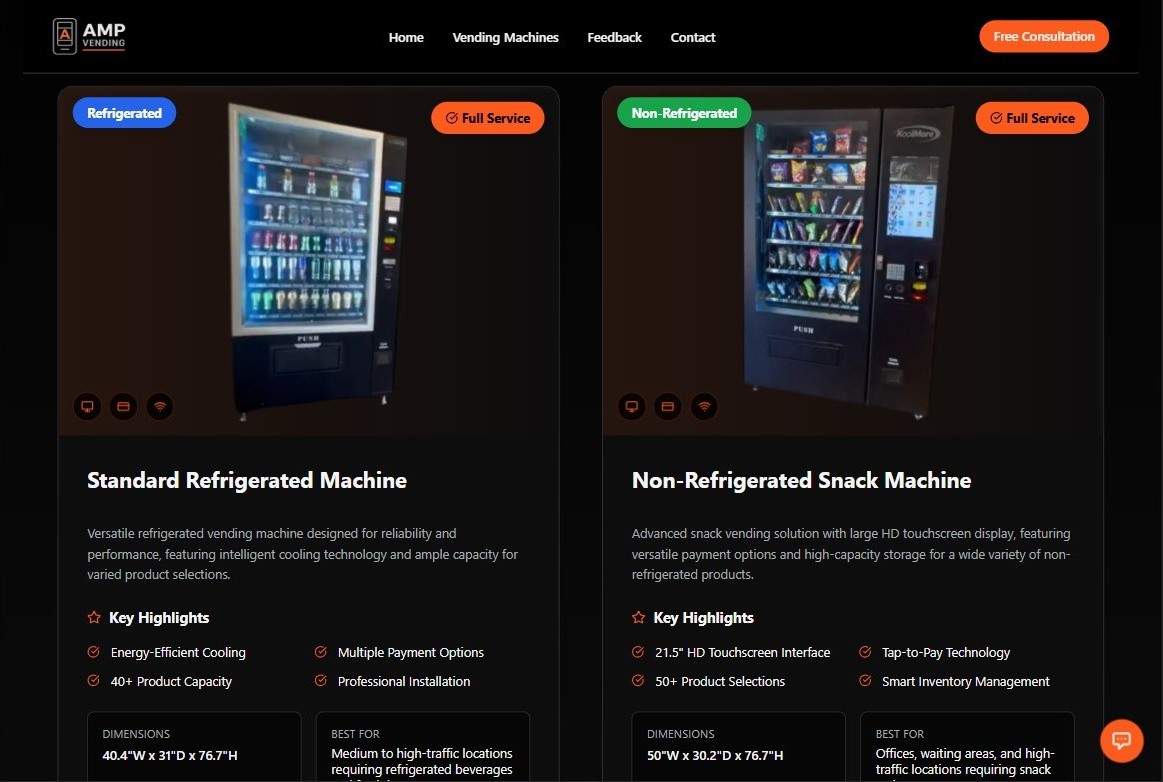 A AMP
VENDING
Home
Vending Machines
Feedback
Contact
Free Consultation
Refrigerated
Full Service
PUSH
Non-Refrigerated
Full Service
KoolMore
PUSH
Standard Refrigerated Machine
Versatile refrigerated vending machine designed for reliability and
performance, featuring intelligent cooling technology and ample capacity for
varied product selections.
Key Highlights
Energy-Efficient Cooling
Multiple Payment Options
40+ Product Capacity
Professional Installation
DIMENSIONS
40.4"W x 31"D x 76.7"H
BEST FOR
Medium to high-traffic locations
requiring refrigerated beverages
Non-Refrigerated Snack Machine
Advanced snack vending solution with large HD touchscreen display, featuring
versatile payment options and high-capacity storage for a wide variety of non-
refrigerated products.
Key Highlights
21.5" HD Touchscreen Interface
Tap-to-Pay Technology
50+ Product Selections
Smart Inventory Management
DIMENSIONS
50"W x 30.2"D x 76.7"H
BEST FOR
Offices, waiting areas, and high-
traffic locations requiring snack